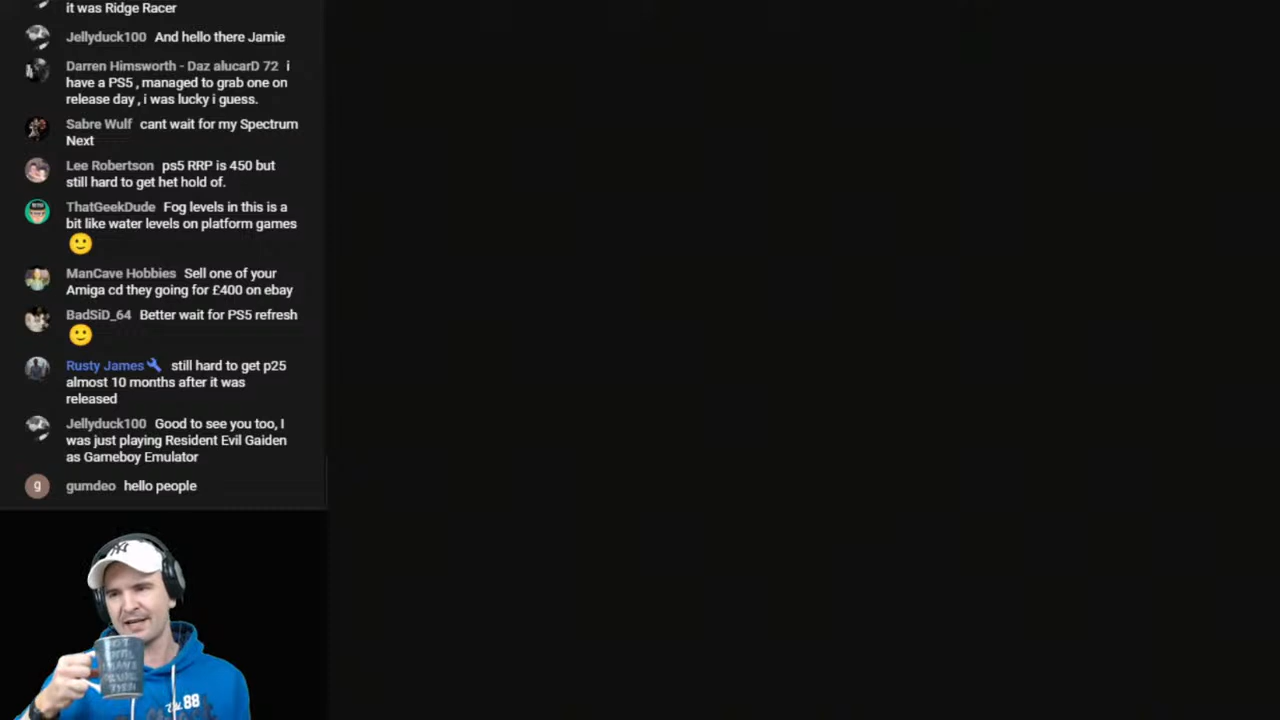 it was Ridge Racer
Jellyduck100 And hello there Jamie
Darren Himsworth - Daz alucarD 72 i
have a PS5 , managed to grab one on
release day , i was lucky i guess.
Sabre Wulf cant wait for my Spectrum
Next
Lee Robertson ps5 RRP is 450 but
still hard to get het hold of.
ThatGeekDude Fog levels in this is a
bit like water levels on platform games
ManCave Hobbies Sell one of your
Amiga cd they going for £400 on ebay
BadSiD_64 Better wait for PS5 refresh
Rusty James still hard to get p25
almost 10 months after it was
released
Jellyduck100 Good to see you too, I
was just playing Resident Evil Gaiden
as Gameboy Emulator
g gumdeo hello people
88